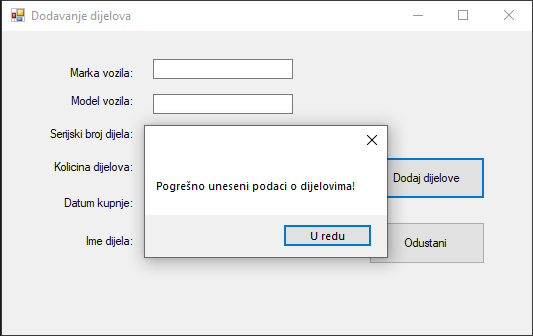 Dodavanje dijelova
Marka vozila:
Model vozila:
Serijski broj dijela:
Kolicina dijelova:
Datum kupnje:
Ime dijela:
Pogrešno uneseni podaci o dijelovima!
U redu
Dodaj dijelove
Odustani